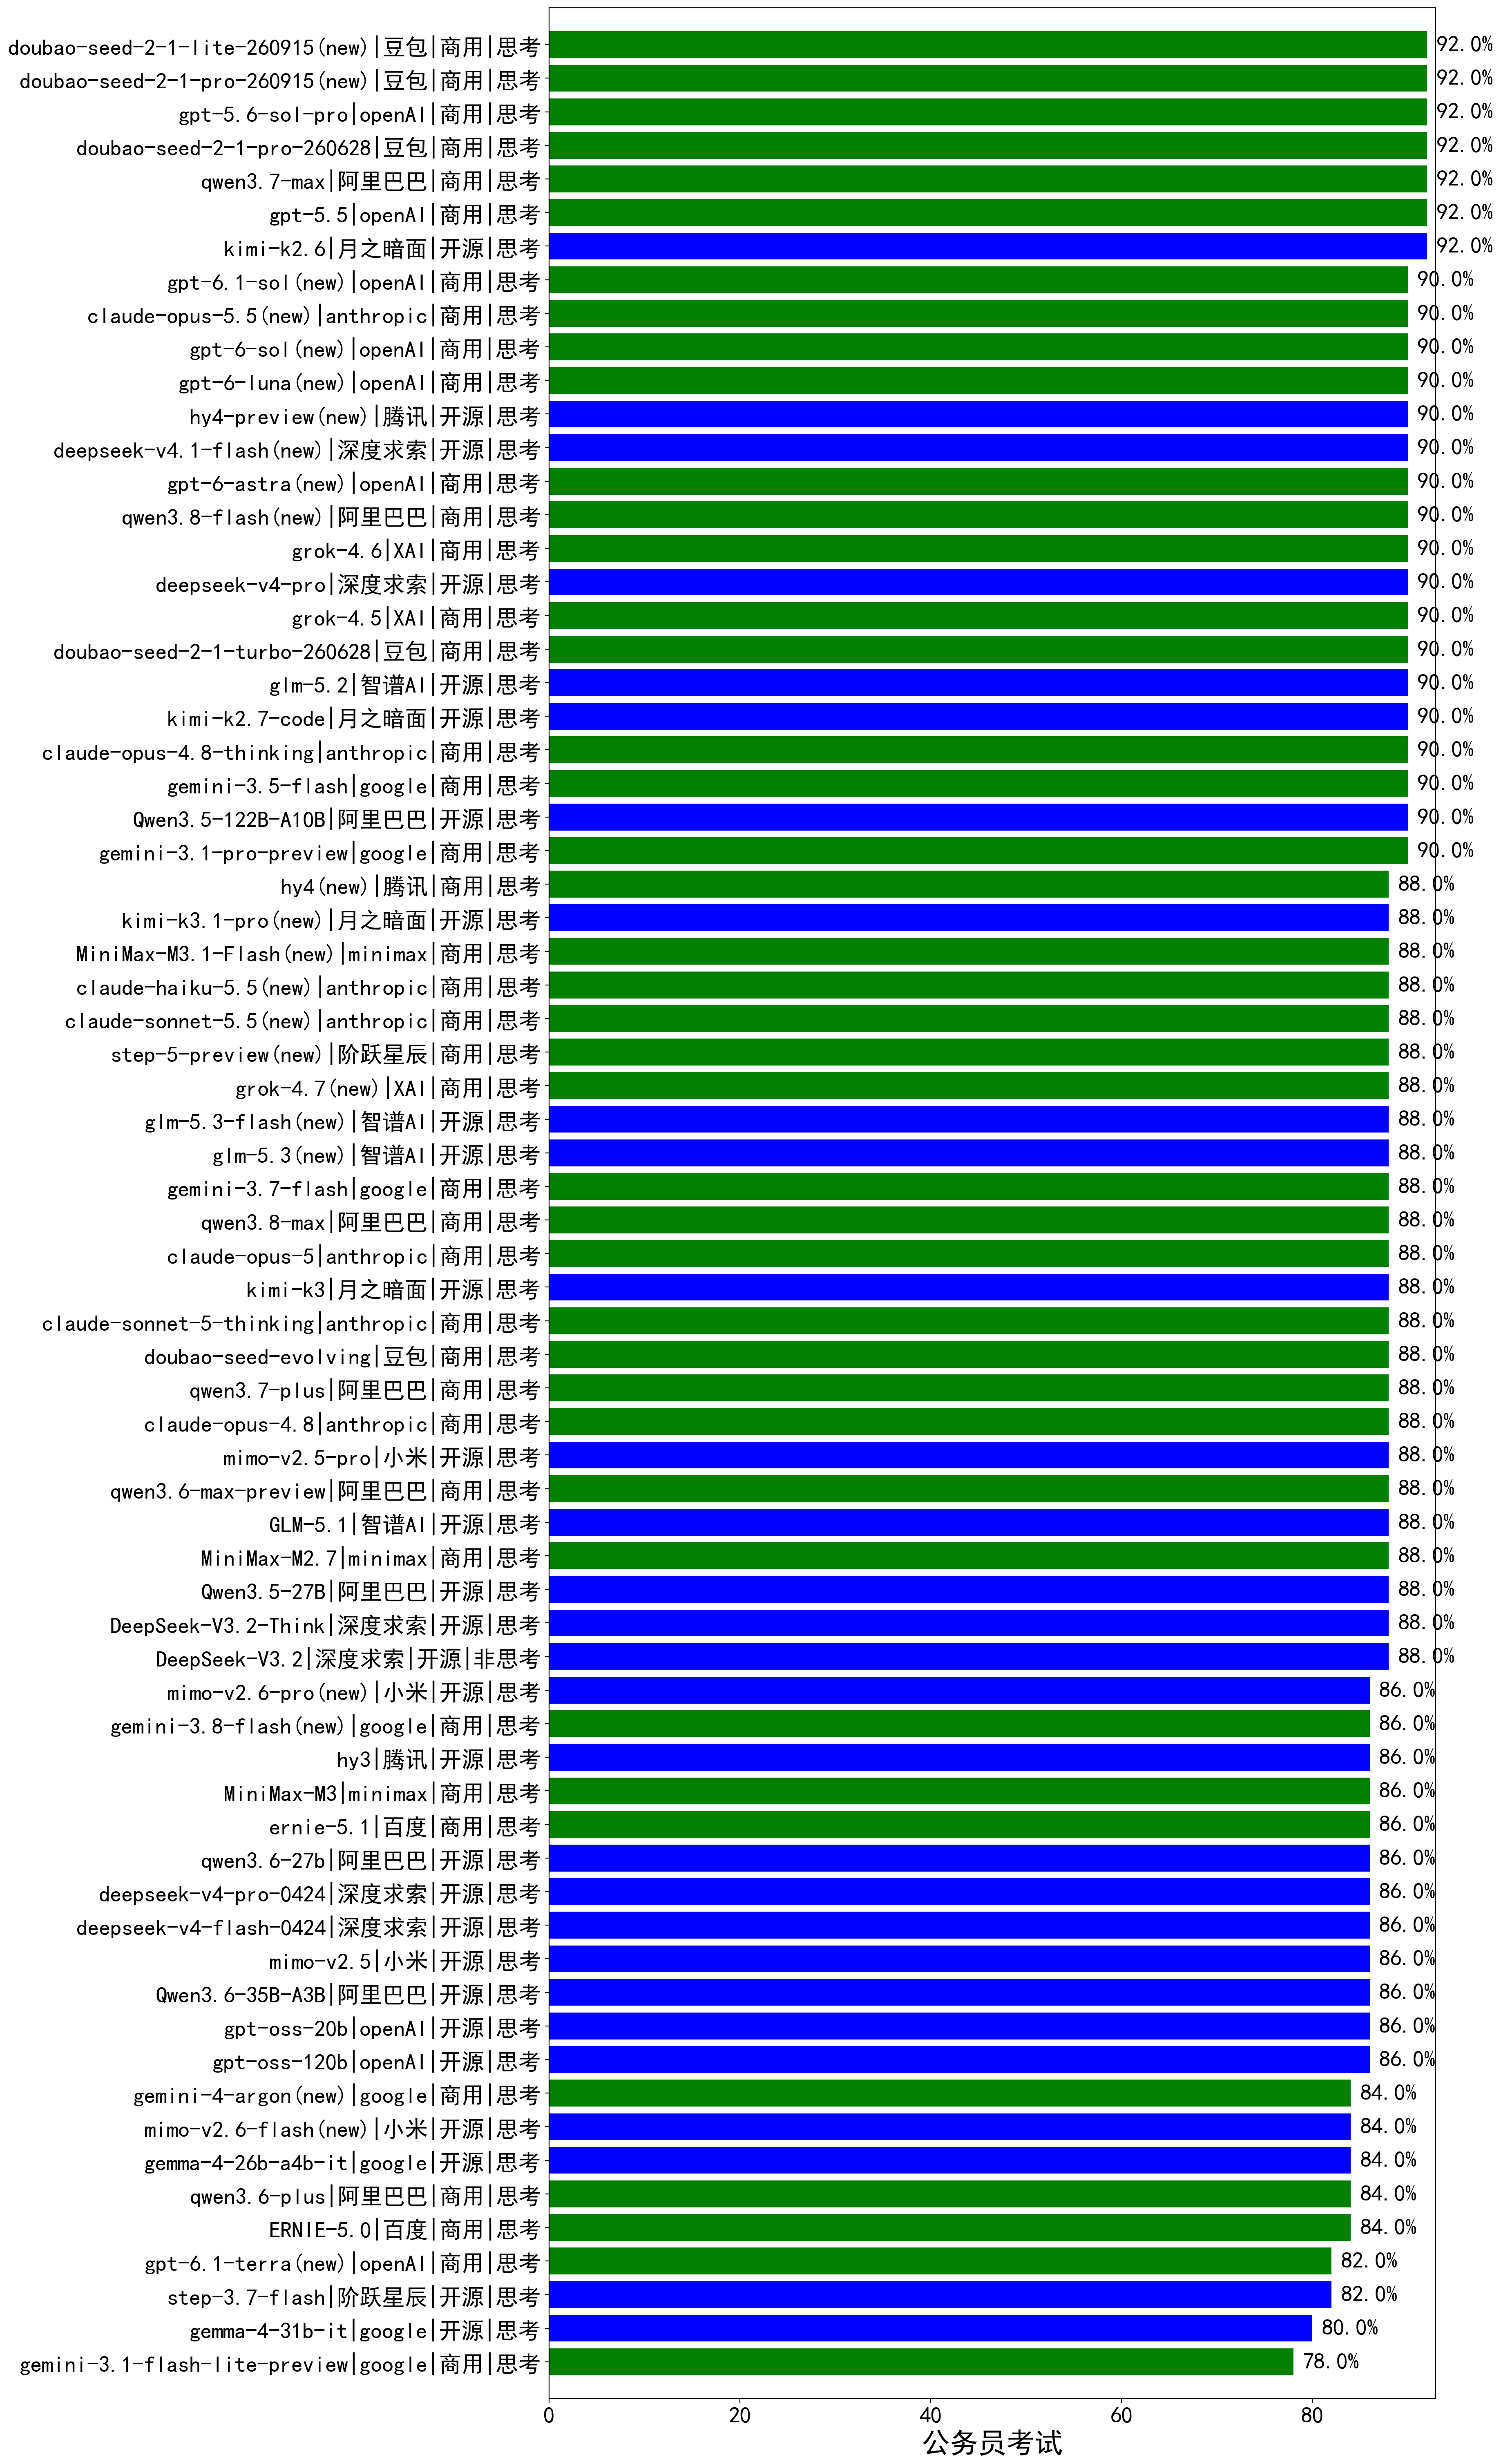 doubao-seed-2-1-lite-260915(new)|豆包|商用|思考 92.0%
doubao-seed-2-1-pro-260915(new)|豆包|商用|思考 92.0%
gpt-5.6-sol-pro|openAI|商用|思考 92.0%
doubao-seed-2-1-pro-260628|豆包|商用|思考 92.0%
qwen3.7-max|阿里巴巴|商用|思考 92.0%
gpt-5.5|openAI|商用|思考 92.0%
kimi-k2.6|月之暗面|开源|思考 92.0%
gpt-6.1-sol(new)|openAI|商用|思考 90.0%
claude-opus-5.5(new)|anthropic|商用|思考 90.0%
gpt-6-sol(new)|openAI|商用|思考 90.0%
gpt-6-luna(new)|openAI|商用|思考 90.0%
hy4-preview(new)|腾讯|开源|思考 90.0%
deepseek-v4.1-flash(new)|深度求索|开源|思考 90.0%
gpt-6-astra(new)|openAI|商用|思考 90.0%
qwen3.8-flash(new)|阿里巴巴|商用|思考 90.0%
grok-4.6|XAI|商用|思考 90.0%
deepseek-v4-pro|深度求索|开源|思考 90.0%
grok-4.5|XAI|商用|思考 90.0%
doubao-seed-2-1-turbo-260628|豆包|商用|思考 90.0%
glm-5.2|智谱AI|开源|思考 90.0%
kimi-k2.7-code|月之暗面|开源|思考 90.0%
claude-opus-4.8-thinking|anthropic|商用|思考 90.0%
gemini-3.5-flash|google|商用|思考 90.0%
Qwen3.5-122B-A10B|阿里巴巴|开源|思考 90.0%
gemini-3.1-pro-preview|google|商用|思考 90.0%
hy4(new)|腾讯|商用|思考 88.0%
kimi-k3.1-pro(new)|月之暗面|开源|思考 88.0%
MiniMax-M3.1-Flash(new)|minimax|商用|思考 88.0%
claude-haiku-5.5(new)|anthropic|商用|思考 88.0%
claude-sonnet-5.5(new)|anthropic|商用|思考 88.0%
step-5-preview(new)|阶跃星辰|商用|思考 88.0%
grok-4.7(new)|XAI|商用|思考 88.0%
glm-5.3-flash(new)|智谱AI|开源|思考 88.0%
glm-5.3(new)|智谱AI|开源|思考 88.0%
gemini-3.7-flash|google|商用|思考 88.0%
qwen3.8-max|阿里巴巴|商用|思考 88.0%
claude-opus-5|anthropic|商用|思考 88.0%
kimi-k3|月之暗面|开源|思考 88.0%
claude-sonnet-5-thinking|anthropic|商用|思考 88.0%
doubao-seed-evolving|豆包|商用|思考 88.0%
qwen3.7-plus|阿里巴巴|商用|思考 88.0%
claude-opus-4.8|anthropic|商用|思考 88.0%
mimo-v2.5-pro|小米|开源|思考 88.0%
qwen3.6-max-preview|阿里巴巴|商用|思考 88.0%
GLM-5.1|智谱AI|开源|思考 88.0%
MiniMax-M2.7|minimax|商用|思考 88.0%
Qwen3.5-27B|阿里巴巴|开源|思考 88.0%
DeepSeek-V3.2-Think|深度求索|开源|思考 88.0%
DeepSeek-V3.2|深度求索|开源|非思考 88.0%
mimo-v2.6-pro(new)|小米|开源|思考 86.0%
gemini-3.8-flash(new)|google|商用|思考 86.0%
hy3|腾讯|开源|思考 86.0%
MiniMax-M3|minimax|商用|思考 86.0%
ernie-5.1|百度|商用|思考 86.0%
qwen3.6-27b|阿里巴巴|开源|思考 86.0%
deepseek-v4-pro-0424|深度求索|开源|思考 86.0%
deepseek-v4-flash-0424|深度求索|开源|思考 86.0%
mimo-v2.5|小米|开源|思考 86.0%
Qwen3.6-35B-A3B|阿里巴巴|开源|思考 86.0%
gpt-oss-20b|openAI|开源|思考 86.0%
gpt-oss-120b|openAI|开源|思考 86.0%
gemini-4-argon(new)|google|商用|思考 84.0%
mimo-v2.6-flash(new)|小米|开源|思考 84.0%
gemma-4-26b-a4b-it|google|开源|思考 84.0%
qwen3.6-plus|阿里巴巴|商用|思考 84.0%
ERNIE-5.0|百度|商用|思考 84.0%
gpt-6.1-terra(new)|openAI|商用|思考 82.0%
step-3.7-flash|阶跃星辰|开源|思考 82.0%
gemma-4-31b-it|google|开源|思考 80.0%
gemini-3.1-flash-lite-preview|google|商用|思考 78.0%
0 20 40 60 80
公务员考试